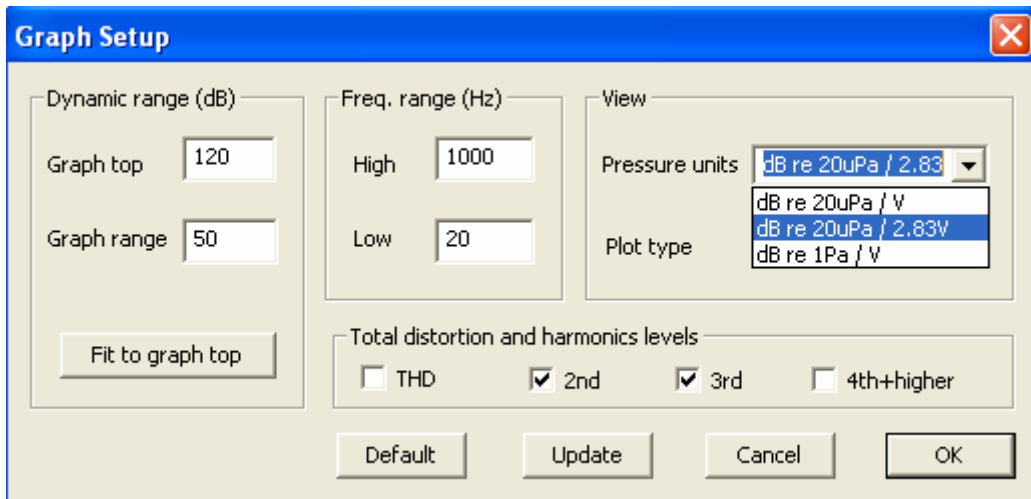 Graph Setup
Dynamic range (dB)
Graph top 120
Graph range 50
Fit to graph top
Freq. range (Hz)
High 1000
Low 20
View
Pressure units dB re 20uPa / 2.83
dB re 20uPa / V
dB re 20uPa / 2.83V
dB re 1Pa / V
Plot type
Total distortion and harmonics levels
THD 2nd 3rd 4th+higher
Default Update Cancel OK